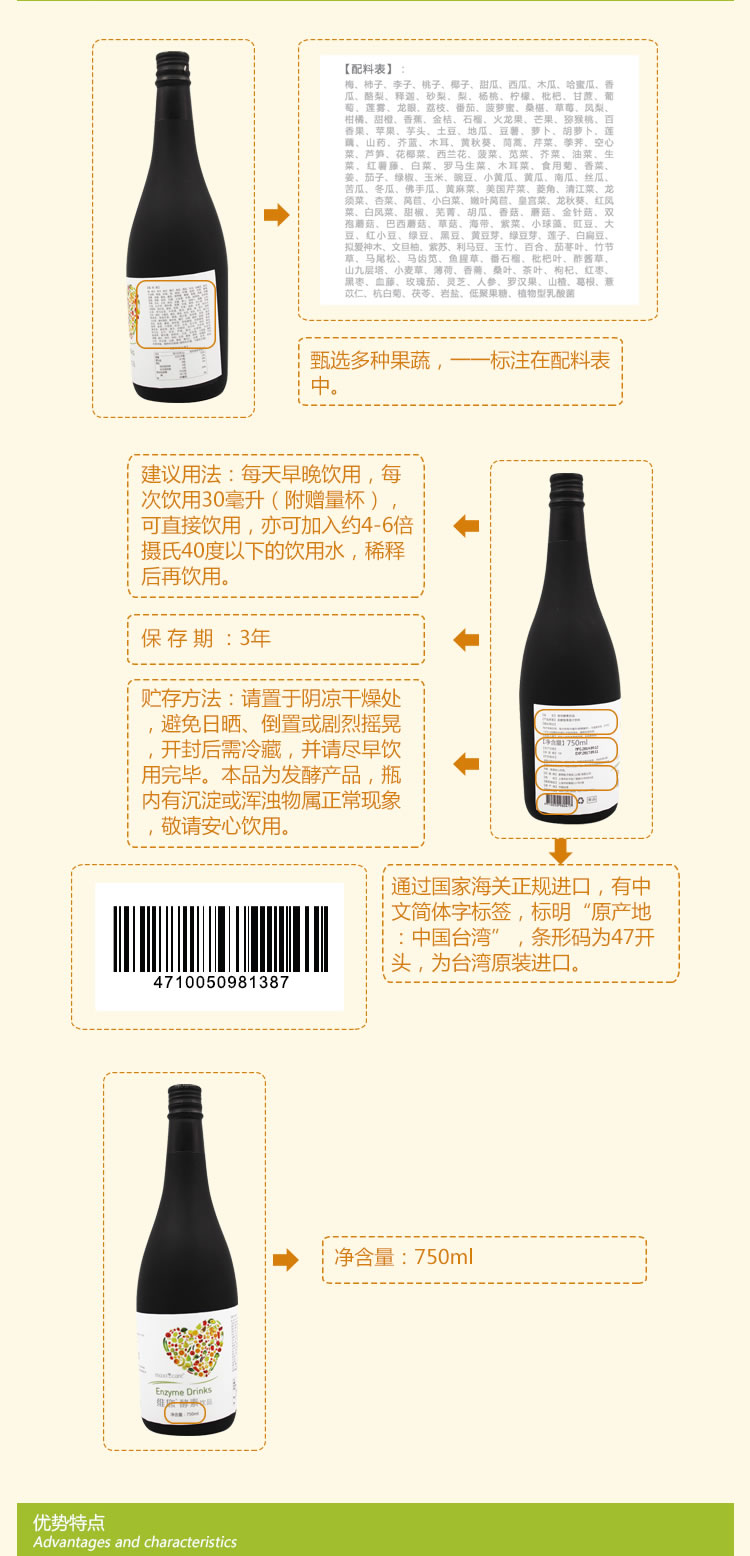 【配料表】：
梅、柿子、李子、桃子、椰子、甜瓜、西瓜、木瓜、哈蜜瓜、香
瓜、酪梨、释迦、砂梨、梨、杨桃、柠檬、枇杷、甘蔗、葡
萄、莲雾、龙眼、荔枝、番茄、菠萝蜜、桑椹、草莓、凤梨、
柑橘、甜橙、香蕉、金桔、石榴、火龙果、芒果、猕猴桃、百
香果、苹果、芋头、土豆、地瓜、豆薯、萝卜、胡萝卜、莲
藕、山药、芥蓝、木耳、黄秋葵、茼蒿、芹菜、季荠、空心
菜、芦笋、花椰菜、西兰花、菠菜、苋菜、芥菜、油菜、生
菜、红薯藤、白菜、罗马生菜、木耳菜、食用菊、香菜、
姜、茄子、绿椒、玉米、豌豆、小黄瓜、黄瓜、南瓜、丝瓜、
苦瓜、冬瓜、佛手瓜、黄麻菜、美国芹菜、菱角、清江菜、龙
须菜、杏菜、莴苣、小白菜、嫩叶莴苣、皇宫菜、龙秋葵、红凤
菜、白凤菜、甜椒、羌菁、胡瓜、香菇、蘑菇、金针菇、双
孢蘑菇、巴西蘑菇、草菇、海带、紫菜、小球藻、豇豆、大
豆、红小豆、绿豆、黑豆、黄豆芽、绿豆芽、莲子、白扁豆、
拟爱神木、文旦柚、紫苏、利马豆、玉竹、百合、茄苳叶、竹节
草、马尾松、马齿苋、鱼腥草、番石榴、枇杷叶、酢酱草、
山九层塔、小麦草、薄荷、香薷、桑叶、茶叶、枸杞、红枣、
黑枣、血藤、玫瑰茄、灵芝、人参、罗汉果、山楂、葛根、薏
苡仁、杭白菊、茯苓、岩盐、低聚果糖、植物型乳酸菌
甄选多种果蔬，一一标注在配料表
中。
建议用法：每天早晚饮用，每
次饮用30毫升（附赠量杯），
可直接饮用，亦可加入约4-6倍
摄氏40度以下的饮用水，稀释
后再饮用。
保 存 期 ：3年
贮存方法：请置于阴凉干燥处
，避免日晒、倒置或剧烈摇晃
，开封后需冷藏，并请尽早饮
用完毕。本品为发酵产品，瓶
内有沉淀或浑浊物属正常现象
，敬请安心饮用。
【净含量】750ml
通过国家海关正规进口，有中
文简体字标签，标明“原产地
：中国台湾”，条形码为47开
头，为台湾原装进口。
4710050981387
净含量：750ml
Enzyme Drinks
净含量：750ml
优势特点
Advantages and characteristics